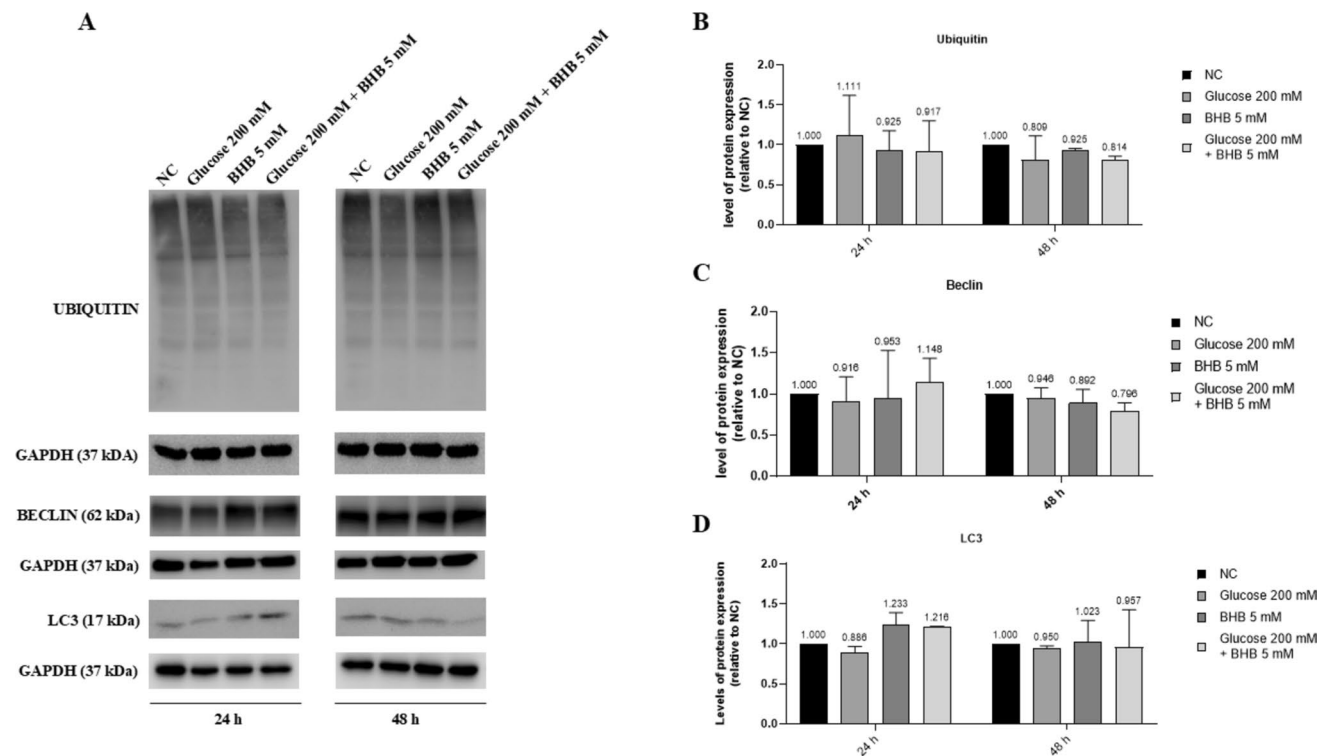 A
NC
Glucose 200 mM
BHB 5 mM
Glucose 200 mM + BHB 5 mM
NC
Glucose 200 mM
BHB 5 mM
Glucose 200 mM + BHB 5 mM
UBIQUITIN
GAPDH (37 kDA)
BECLIN (62 kDa)
GAPDH (37 kDa)
LC3 (17 kDa)
GAPDH (37 kDa)
24 h
48 h
B
Ubiquitin
level of protein expression
(relative to NC)
2.0
1.5
1.0
0.5
0.0
1.000
1.111
0.925
0.917
1.000
0.809
0.925
0.814
24 h
48 h
NC
Glucose 200 mM
BHB 5 mM
Glucose 200 mM
+ BHB 5 mM
C
Beclin
level of protein expression
(relative to NC)
2.0
1.5
1.0
0.5
0.0
1.000
0.916
0.953
1.148
1.000
0.946
0.892
0.796
24 h
48 h
NC
Glucose 200 mM
BHB 5 mM
Glucose 200 mM
+ BHB 5 mM
D
LC3
Levels of protein expression
(relative to NC)
2.0
1.5
1.0
0.5
0.0
1.000
0.886
1.233
1.216
1.000
0.950
1.023
0.957
24 h
48 h
NC
Glucose 200 mM
BHB 5 mM
Glucose 200 mM
+ BHB 5 mM